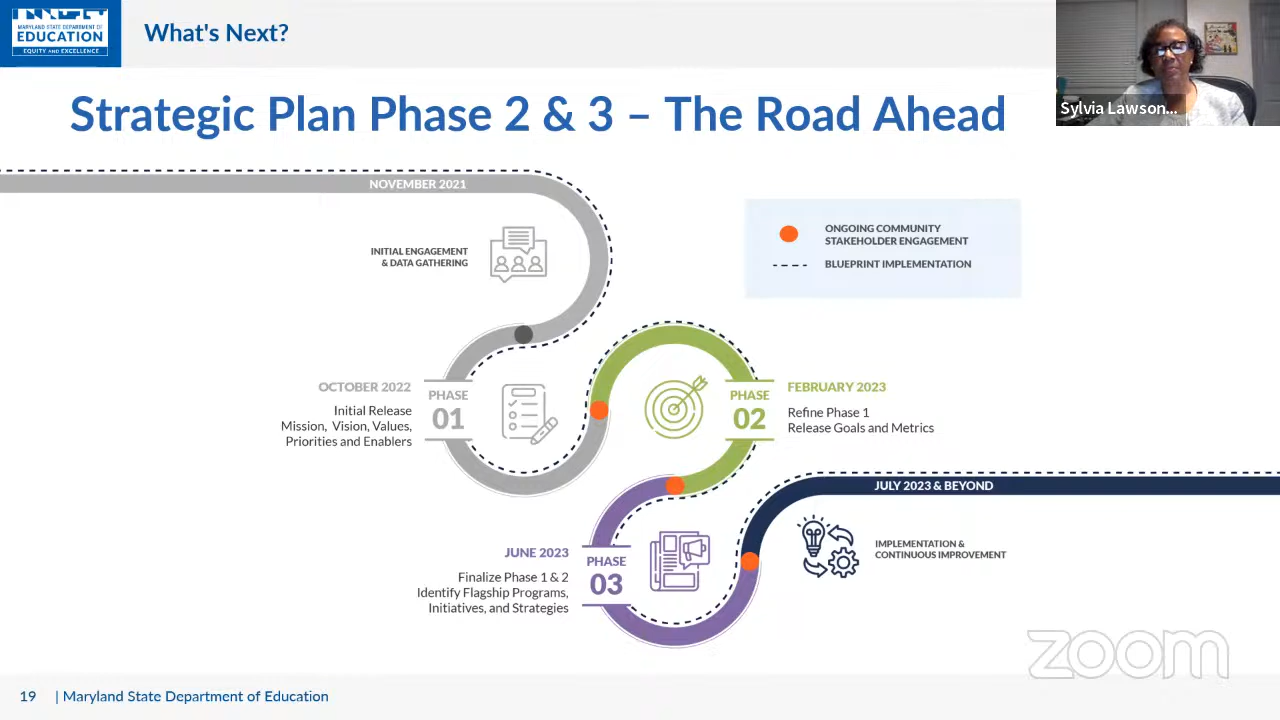 MARYLAND STATE DEPARTMENT OF
EDUCATION
EQUITY AND EXCELLENCE
What's Next?
Sylvia Lawson...
Strategic Plan Phase 2 & 3 – The Road Ahead
NOVEMBER 2021
INITIAL ENGAGEMENT
& DATA GATHERING
ONGOING COMMUNITY
STAKEHOLDER ENGAGEMENT
BLUEPRINT IMPLEMENTATION
OCTOBER 2022
Initial Release
Mission, Vision, Values,
Priorities and Enablers
PHASE
01
PHASE
02
FEBRUARY 2023
Refine Phase 1
Release Goals and Metrics
JUNE 2023
Finalize Phase 1 & 2
Identify Flagship Programs,
Initiatives, and Strategies
PHASE
03
JULY 2023 & BEYOND
IMPLEMENTATION &
CONTINUOUS IMPROVEMENT
zoom
19 | Maryland State Department of Education